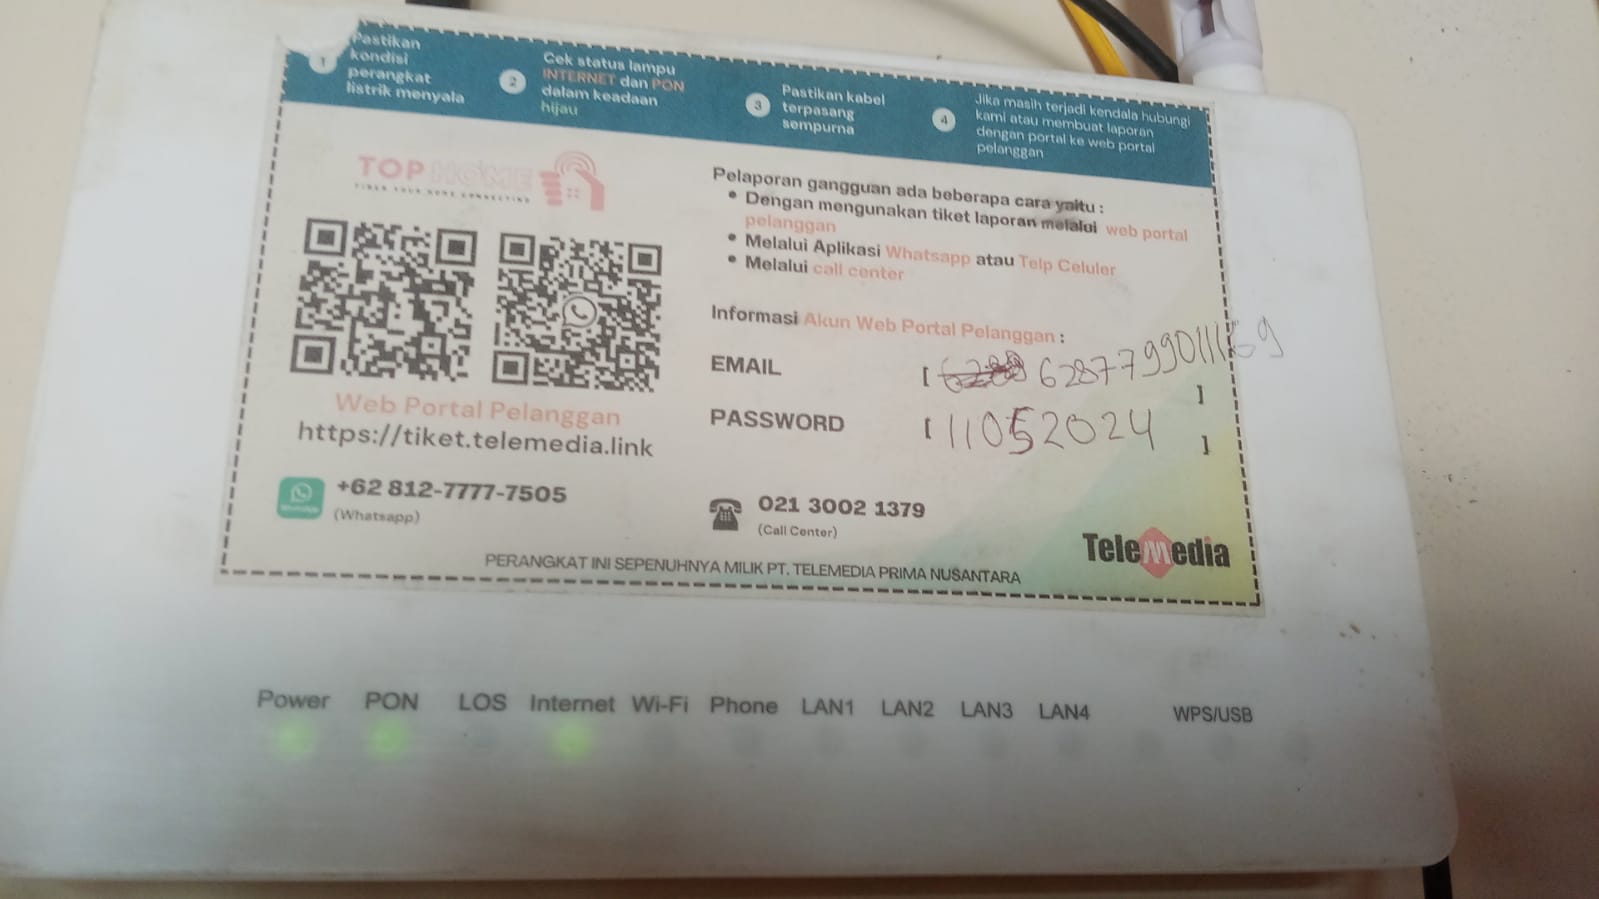 1
Pastikan
kondisi
perangkat
listrik menyala
2
Cek status lampu
INTERNET dan PON
dalam keadaan
hijau
3
Pastikan kabel
terpasang
sempurna
4
Jika masih terjadi kendala hubungi
kami atau membuat laporan
dengan portal ke web portal
pelanggan
TOP HOME
Web Portal Pelanggan
https://tiket.telemedia.link
+62 812-7777-7505
(Whatsapp)
Pelaporan gangguan ada beberapa cara yaitu :
• Dengan mengunakan tiket laporan melalui web portal
pelanggan
• Melalui Aplikasi Whatsapp atau Telp Celuler
• Melalui call center
Informasi Akun Web Portal Pelanggan :
EMAIL [ ]
PASSWORD [ 11052024 ]
021 3002 1379
(Call Center)
Telemedia
PERANGKAT INI SEPENUHNYA MILIK PT. TELEMEDIA PRIMA NUSANTARA
Power PON LOS Internet Wi-Fi Phone LAN1 LAN2 LAN3 LAN4 WPS/USB